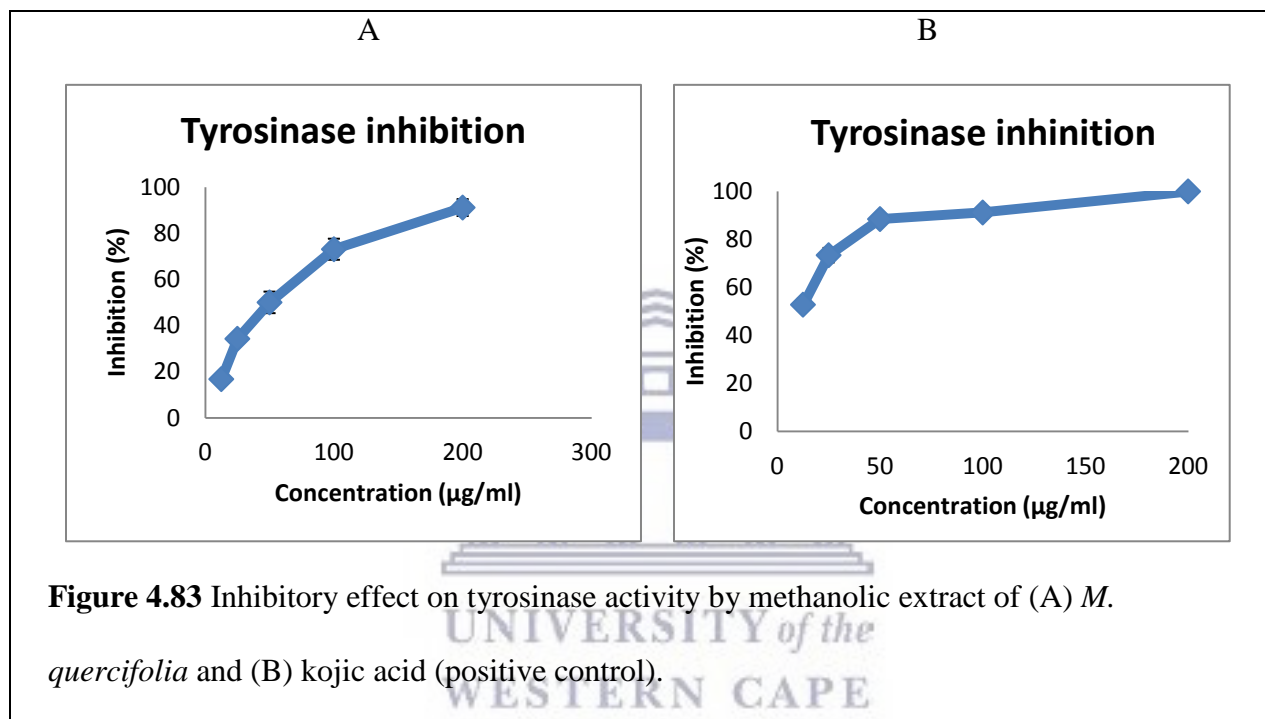 A
B
Tyrosinase inhibition
Inhibition (%)
100
80
60
40
20
0
0 100 200 300
Concentration (µg/ml)
Tyrosinase inhinition
Inhibition (%)
100
80
60
40
20
0
0 50 100 150 200
Concentration (µg/ml)
Figure 4.83 Inhibitory effect on tyrosinase activity by methanolic extract of (A) M.
quercifolia and (B) kojic acid (positive control).
UNIVERSITY of the
WESTERN CAPE